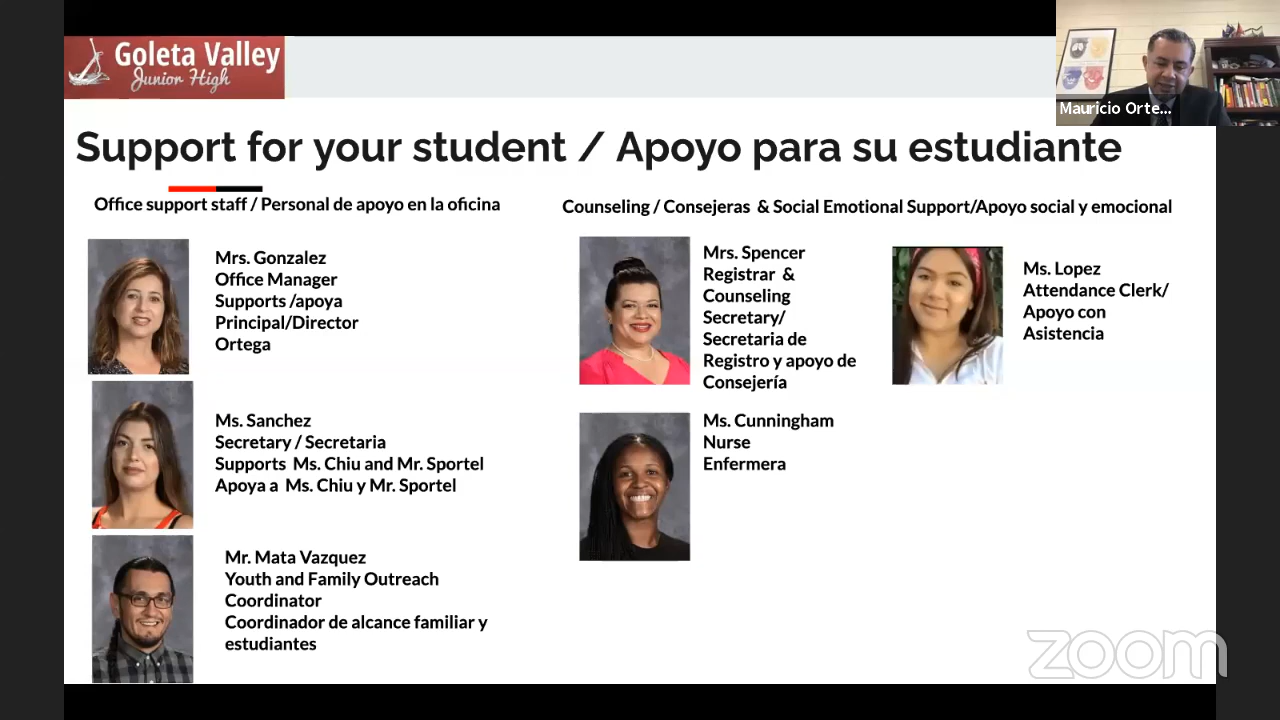 Goleta Valley
Junior High
Mauricio Orte...
Support for your student / Apoyo para su estudiante
Office support staff / Personal de apoyo en la oficina
Mrs. Gonzalez
Office Manager
Supports /apoya
Principal/Director
Ortega
Ms. Sanchez
Secretary / Secretaria
Supports Ms. Chiu and Mr. Sportel
Apoya a Ms. Chiu y Mr. Sportel
Mr. Mata Vazquez
Youth and Family Outreach
Coordinator
Coordinador de alcance familiar y
estudiantes
Counseling / Consejeras & Social Emotional Support/Apoyo social y emocional
Mrs. Spencer
Registrar &
Counseling
Secretary/
Secretaria de
Registro y apoyo de
Consejería
Ms. Lopez
Attendance Clerk/
Apoyo con
Asistencia
Ms. Cunningham
Nurse
Enfermera
zoom